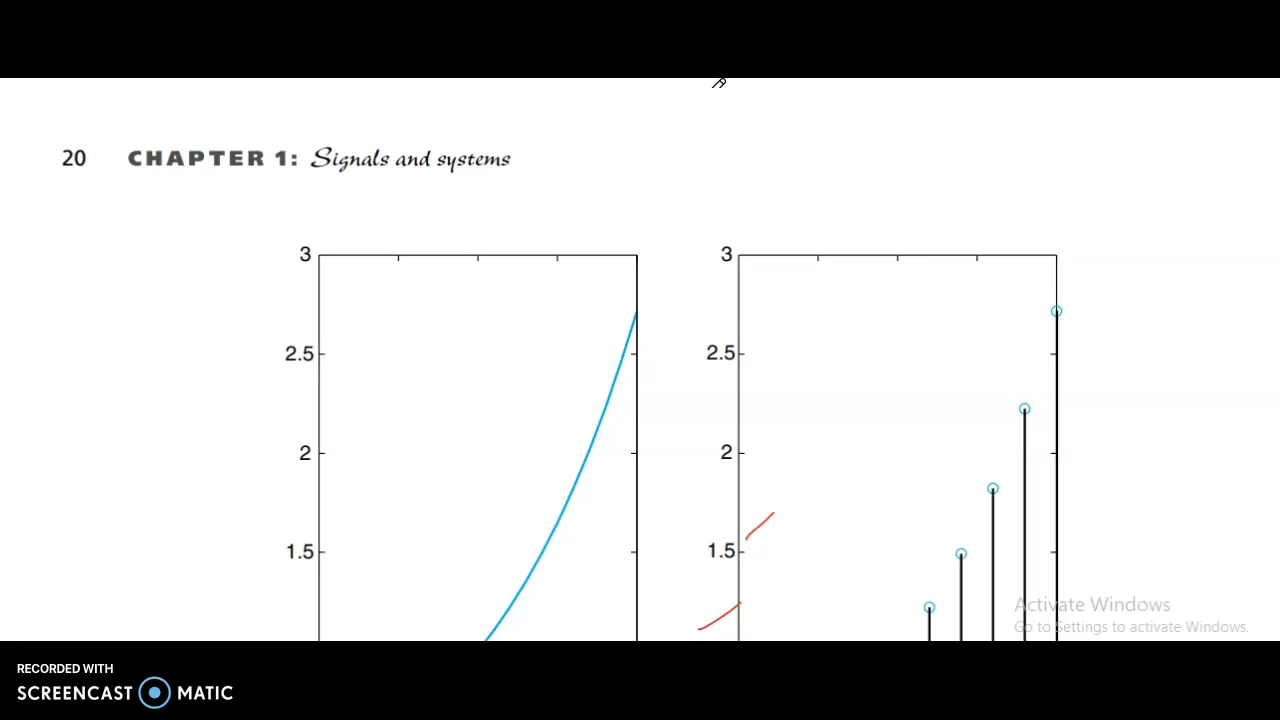 20 CHAPTER 1: Signals and systems
3
2.5
2
1.5
3
2.5
2
1.5
Activate Windows
Go to Settings to activate Windows.
RECORDED WITH
SCREENCAST MATIC